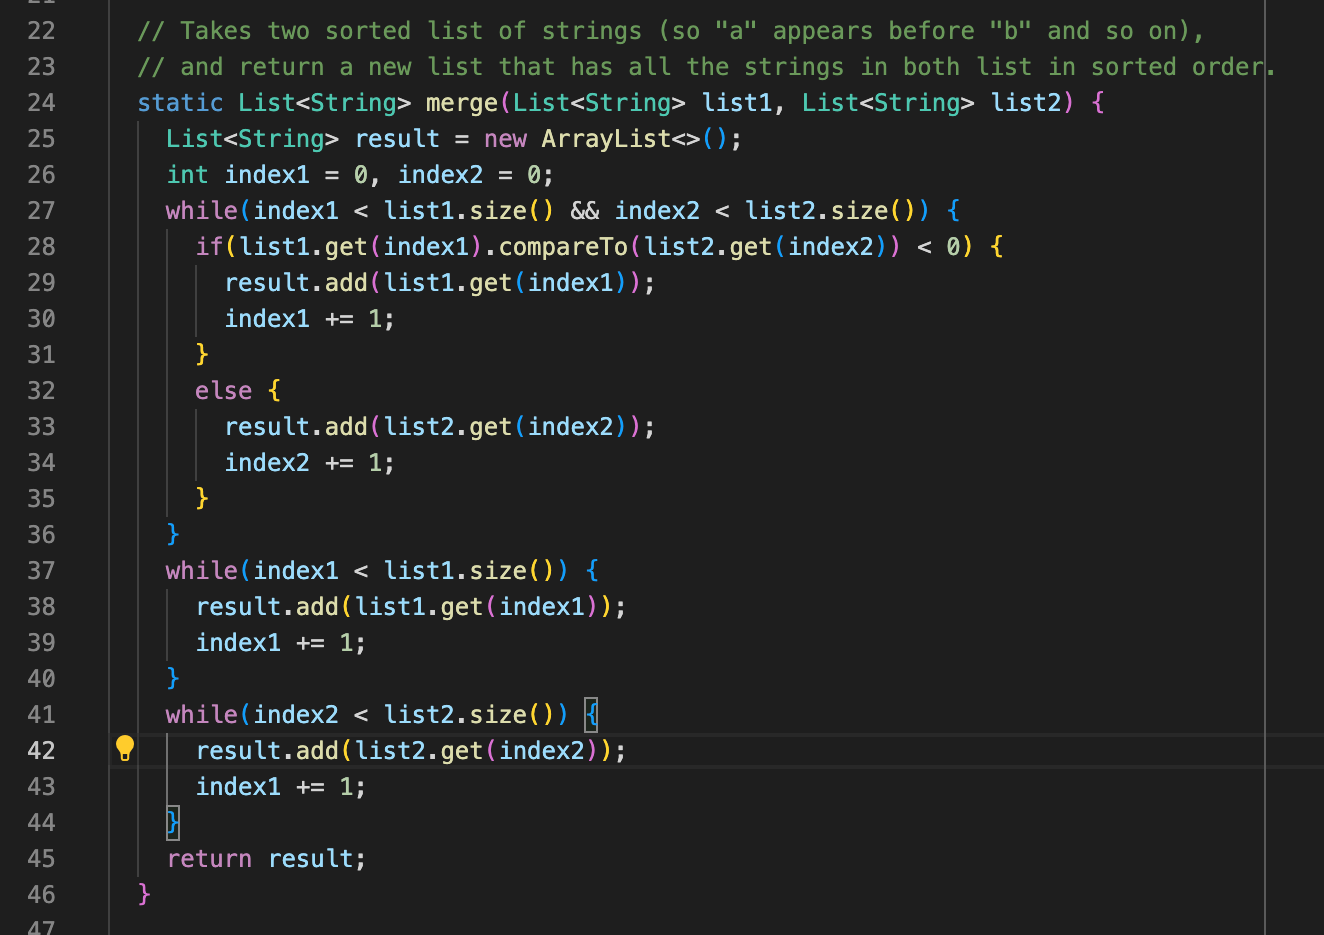 22 // Takes two sorted list of strings (so "a" appears before "b" and so on),
23 // and return a new list that has all the strings in both list in sorted order.
24 static List<String> merge(List<String> list1, List<String> list2) {
25 List<String> result = new ArrayList<>();
26 int index1 = 0, index2 = 0;
27 while(index1 < list1.size() && index2 < list2.size()) {
28 if(list1.get(index1).compareTo(list2.get(index2)) < 0) {
29 result.add(list1.get(index1));
30 index1 += 1;
31 }
32 else {
33 result.add(list2.get(index2));
34 index2 += 1;
35 }
36 }
37 while(index1 < list1.size()) {
38 result.add(list1.get(index1));
39 index1 += 1;
40 }
41 while(index2 < list2.size()) {
42 result.add(list2.get(index2));
43 index1 += 1;
44 }
45 return result;
46 }
47